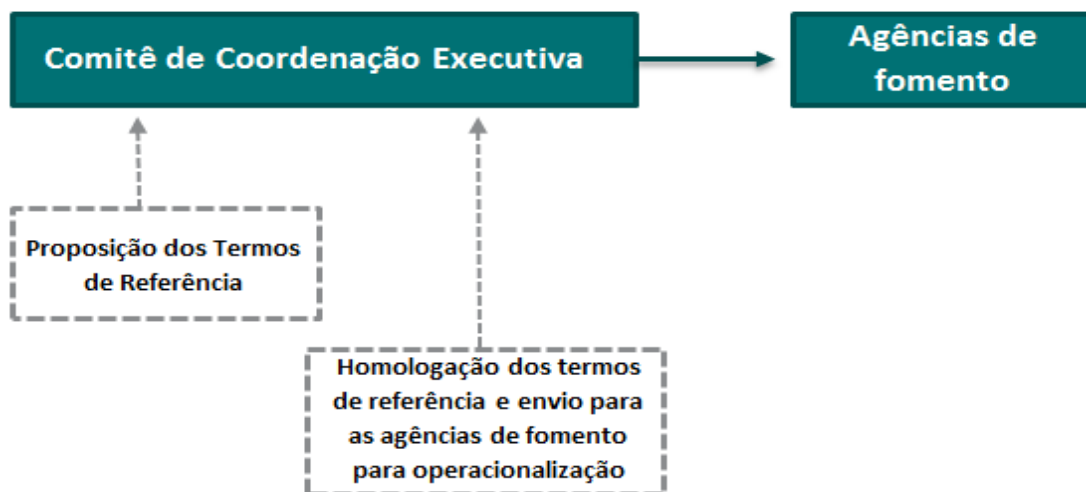 Comitê de Coordenação Executiva
Agências de
fomento
Proposição dos Termos
de Referência
Homologação dos termos
de referência e envio para
as agências de fomento
para operacionalização